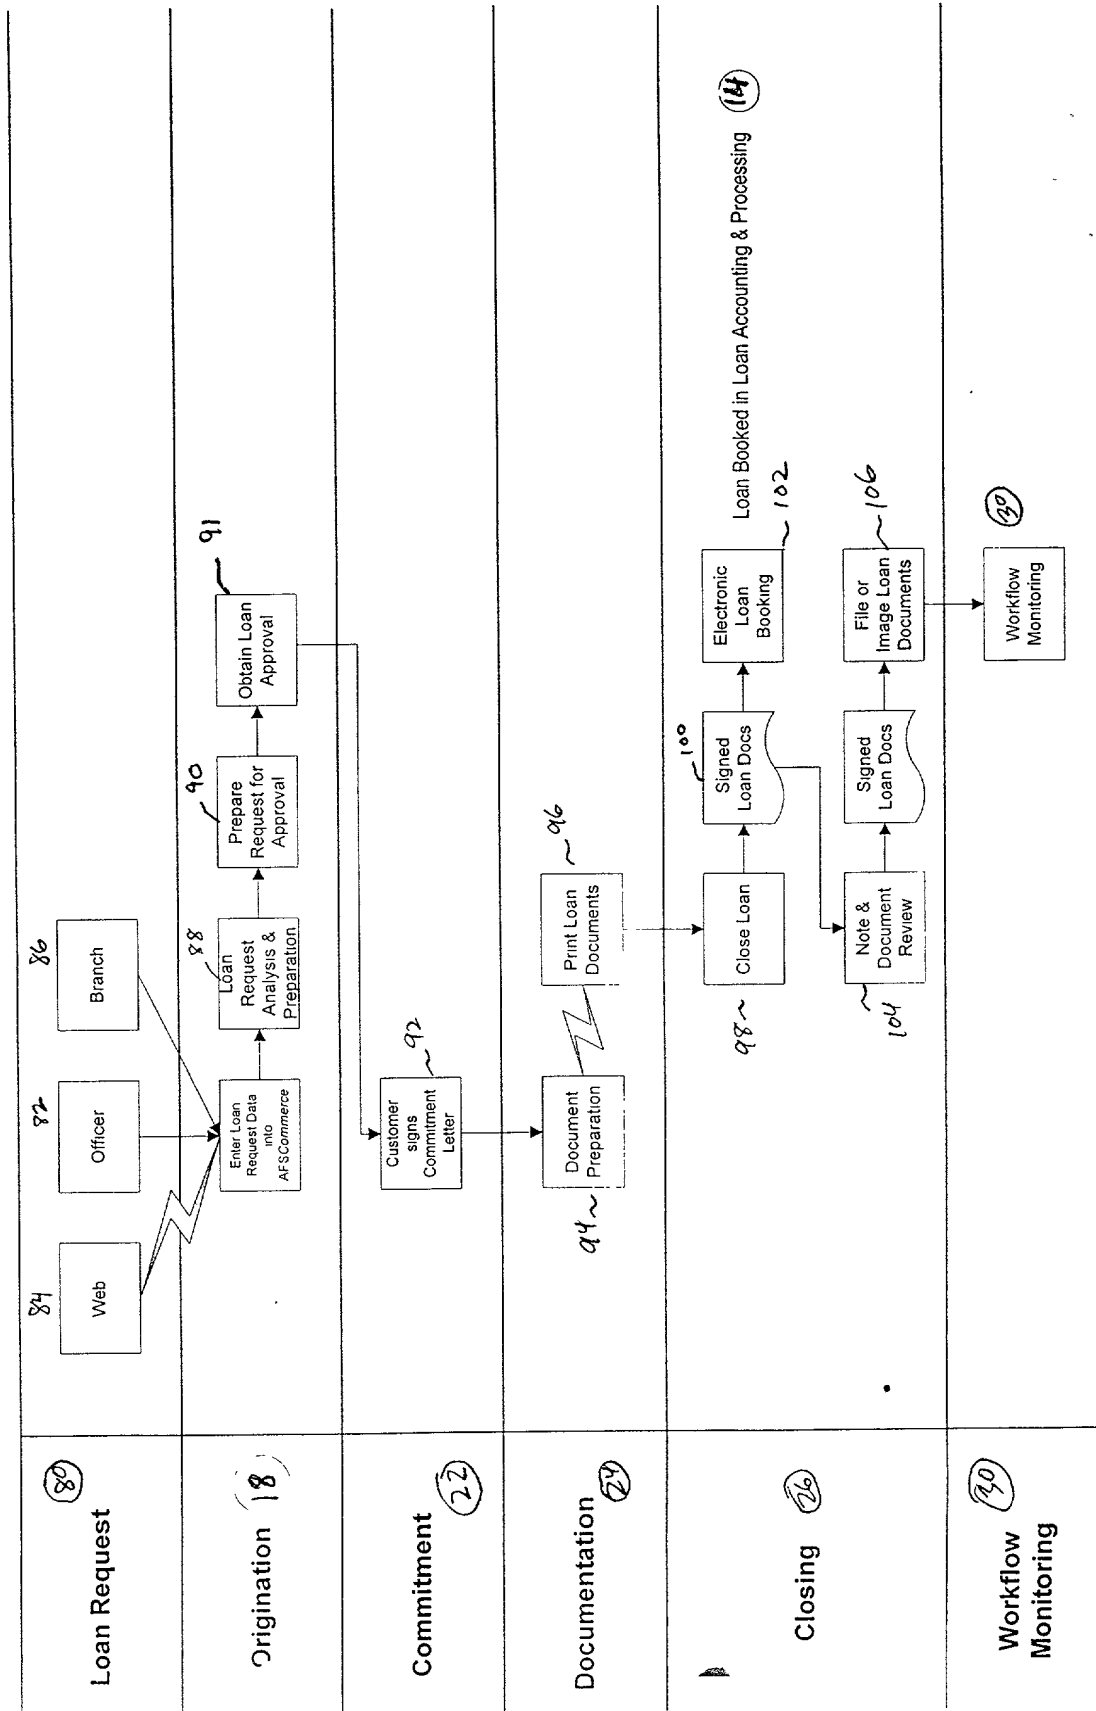 Loan Request
80
84
Web
82
Officer
86
Branch
Origination
18
Enter Loan
Request Data
into
AFSCommerce
88
Loan
Request
Analysis &
Preparation
90
Prepare
Request for
Approval
91
Obtain Loan
Approval
Commitment
22
Customer
signs
Commitment
Letter
92
Documentation
24
94
Document
Preparation
Print Loan
Documents
96
Closing
26
98
Close Loan
100
Signed
Loan Docs
Electronic
Loan
Booking
102
Loan Booked in Loan Accounting & Processing
14
104
Note &
Document
Review
Signed
Loan Docs
File or
Image Loan
Documents
106
Workflow
Monitoring
30
Workflow
Monitoring
30